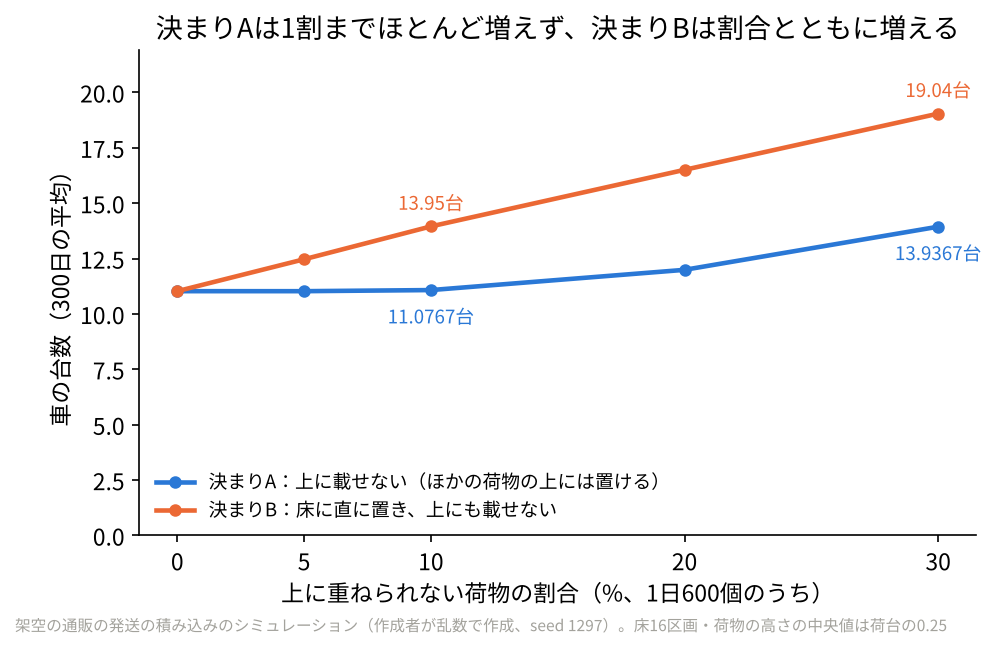 決まりAは1割までほとんど増えず、決まりBは割合とともに増える
車の台数（300日の平均）
20.0
17.5
15.0
12.5
10.0
7.5
5.0
2.5
0.0
19.04台
13.95台
13.9367台
11.0767台
決まりA：上に載せない（ほかの荷物の上には置ける）
決まりB：床に直に置き、上にも載せない
0
5
10
20
30
上に重ねられない荷物の割合（%、1日600個のうち）
架空の通販の発送の積み込みのシミュレーション（作成者が乱数で作成、seed 1297）。床16区画・荷物の高さの中央値は荷台の0.25